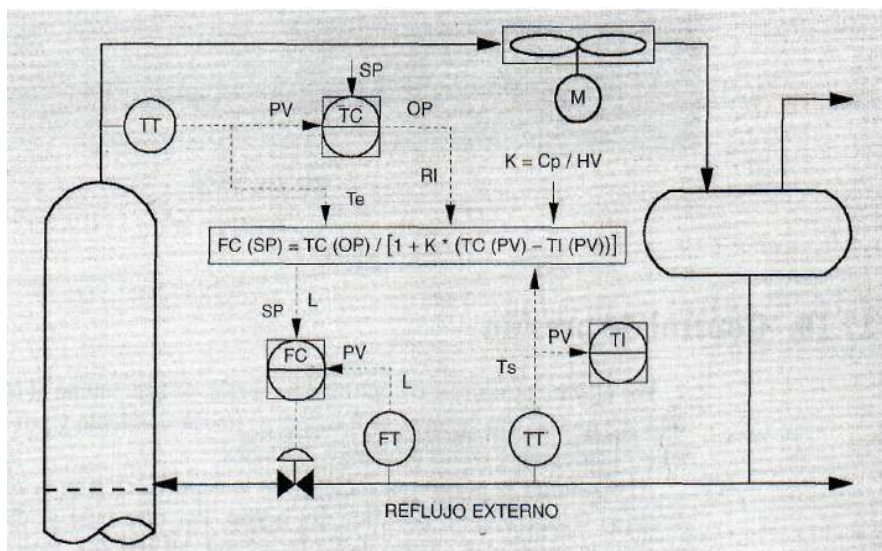 SP
M
PV
TC
OP
TT
K = Cp / HV
RI
Te
FC (SP) = TC (OP) / [1 + K * (TC (PV) – TI (PV))]
L
SP
PV
TI
FC
PV
Ts
L
FT
TT
REFLUJO EXTERNO